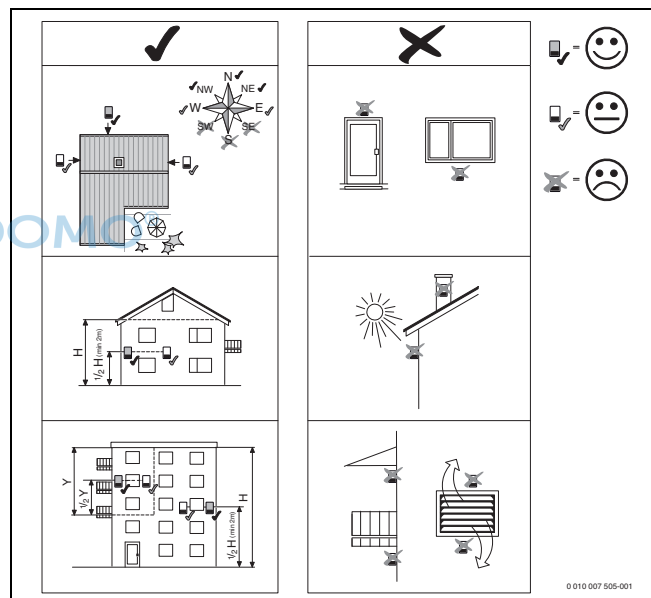 N
NW
NE
W
E
SW
SE
S
DOMO®
H
1/2 H (min 2m)
Y
1/2 Y
H
1/2 H (min 2m)
=
=
=
0 010 007 505-001